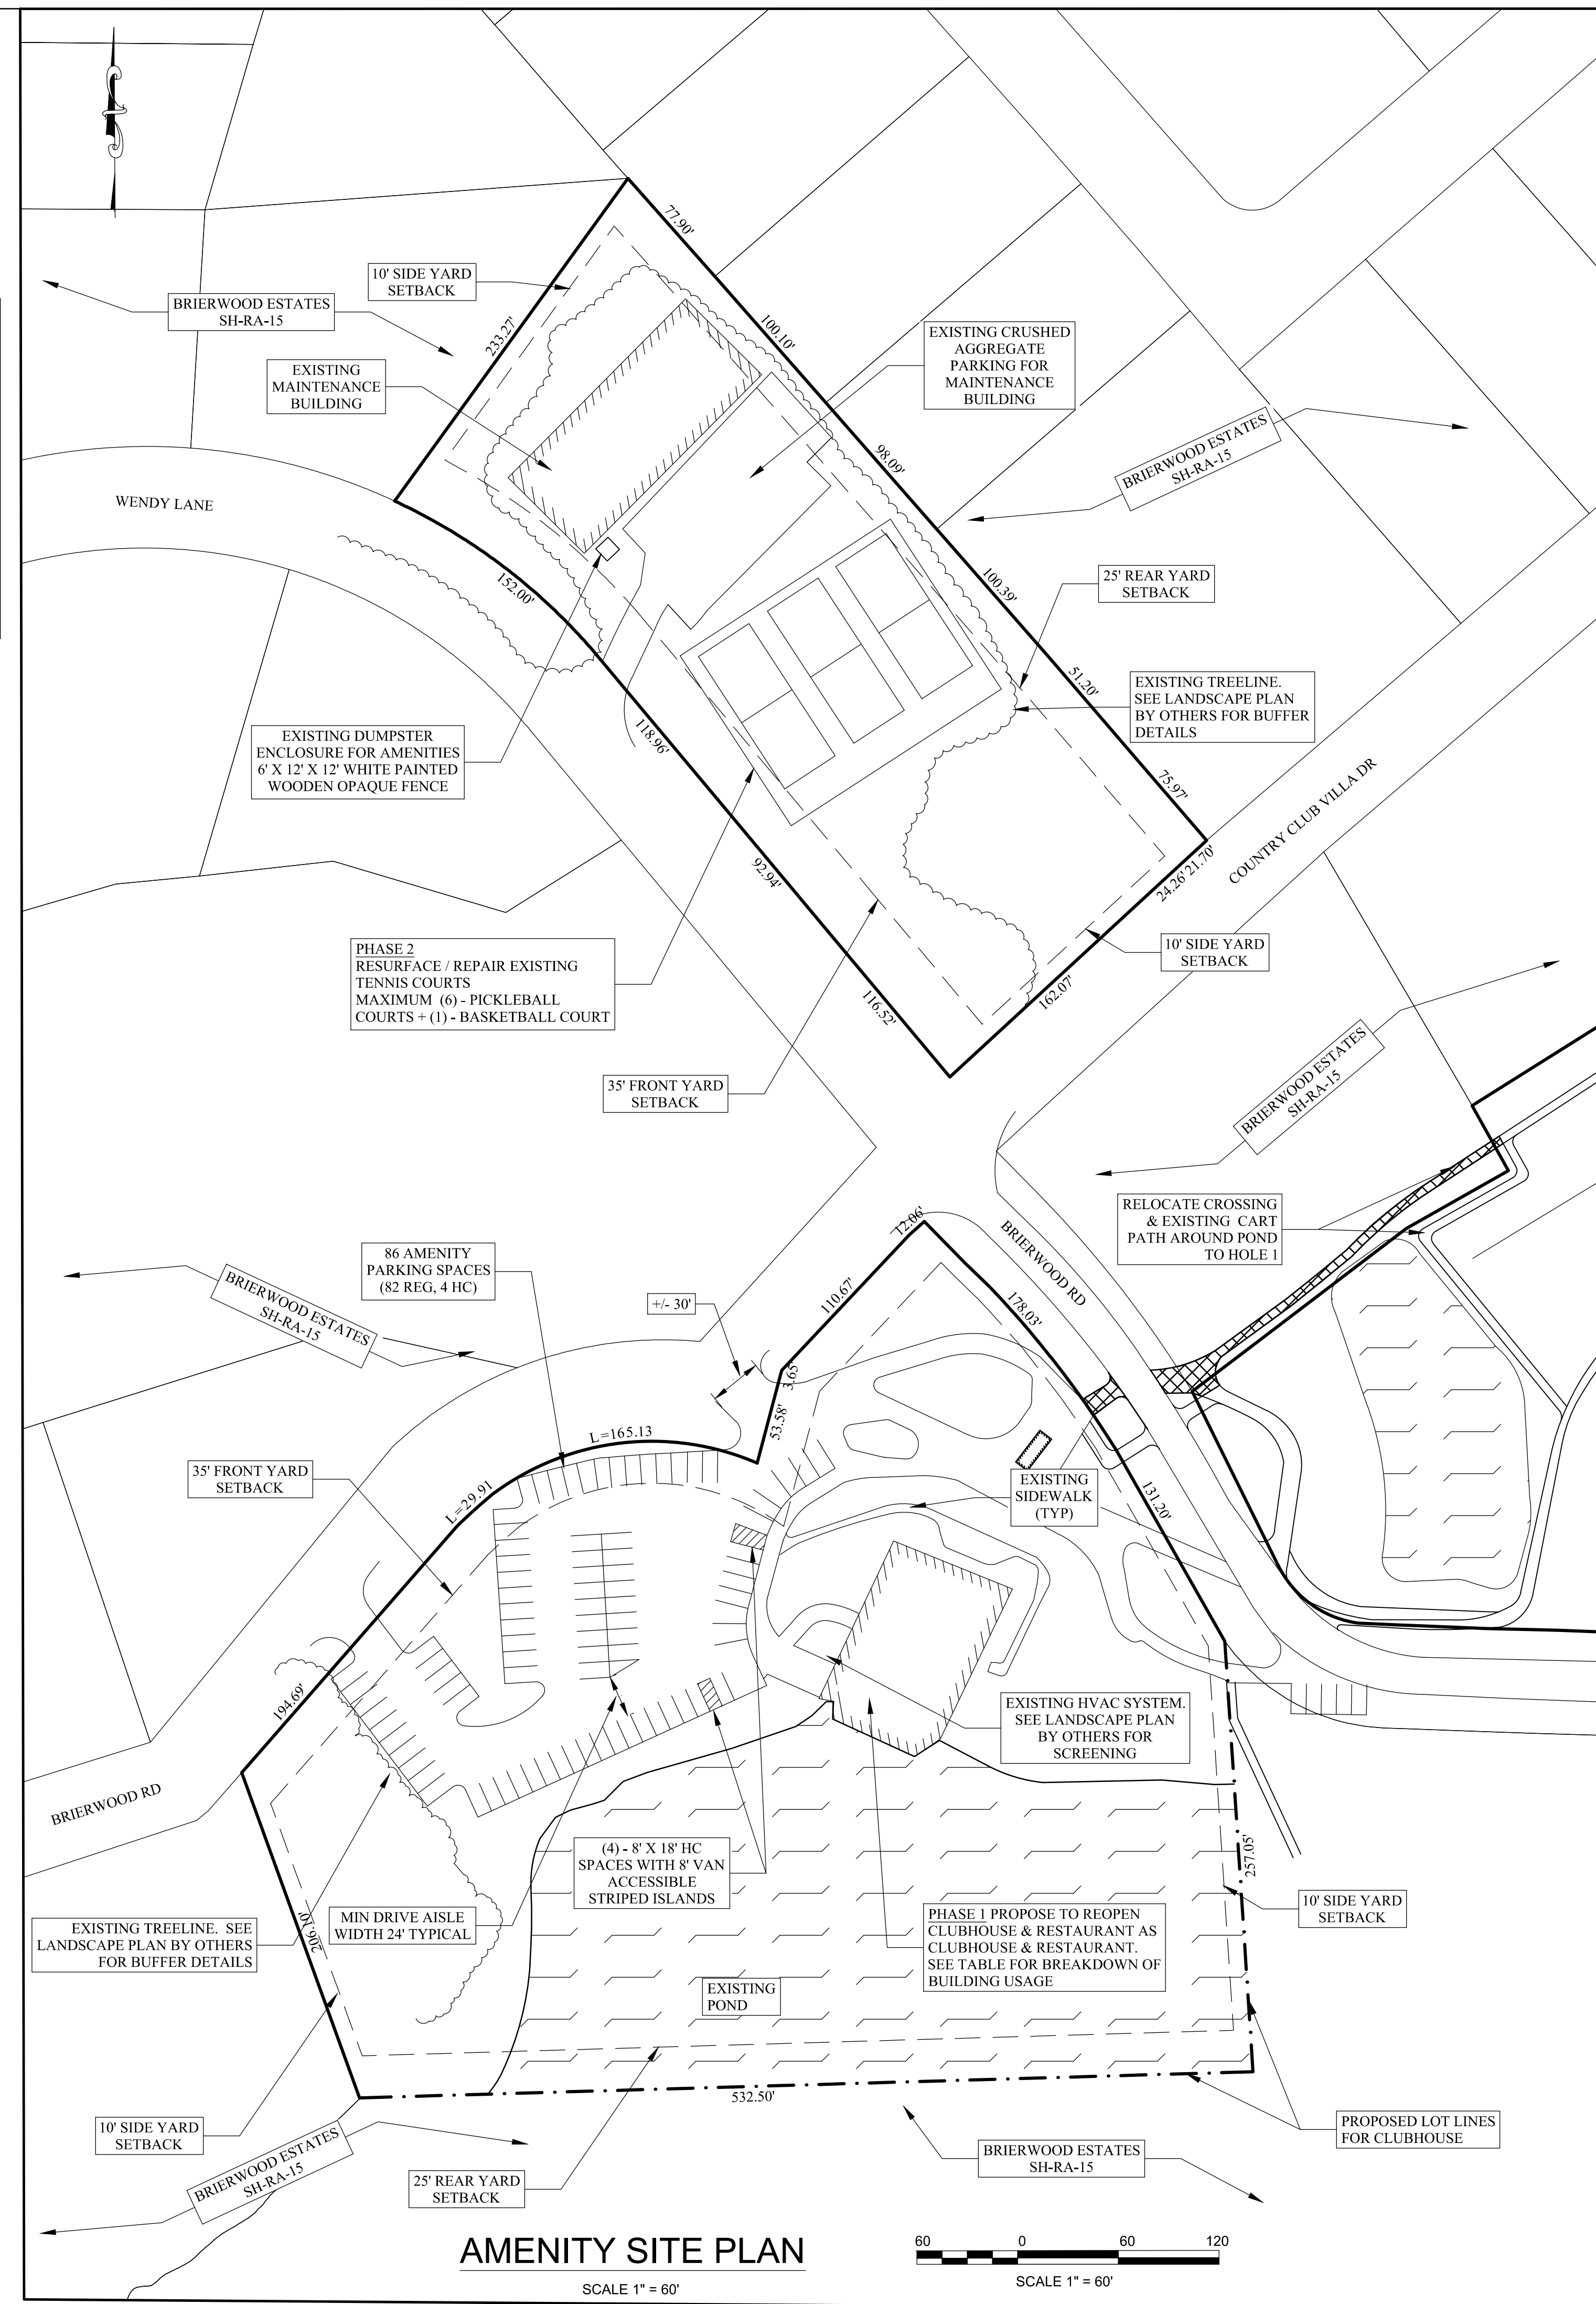 77.90'
10' SIDE YARD
SETBACK
BRIERWOOD ESTATES
SH-RA-15
233.27'
100.10'
EXISTING CRUSHED
AGGREGATE
PARKING FOR
MAINTENANCE
BUILDING
EXISTING
MAINTENANCE
BUILDING
BRIERWOOD ESTATES
SH-RA-15
98.09'
WENDY LANE
152.00'
100.39'
25' REAR YARD
SETBACK
51.20'
EXISTING TREELINE.
SEE LANDSCAPE PLAN
BY OTHERS FOR BUFFER
DETAILS
EXISTING DUMPSTER
ENCLOSURE FOR AMENITIES
6' X 12' X 12' WHITE PAINTED
WOODEN OPAQUE FENCE
118.96'
75.97'
COUNTRY CLUB VILLA DR
24.26'
21.70'
92.94'
PHASE 2
RESURFACE / REPAIR EXISTING
TENNIS COURTS
MAXIMUM (6) - PICKLEBALL
COURTS + (1) - BASKETBALL COURT
10' SIDE YARD
SETBACK
116.52'
162.07'
35' FRONT YARD
SETBACK
BRIERWOOD ESTATES
SH-RA-15
RELOCATE CROSSING
& EXISTING CART
PATH AROUND POND
TO HOLE 1
12.06'
BRIERWOOD RD
86 AMENITY
PARKING SPACES
(82 REG, 4 HC)
BRIERWOOD ESTATES
SH-RA-15
+/- 30'
110.67'
178.03'
3.65'
53.58'
L=165.13
35' FRONT YARD
SETBACK
L=29.91
EXISTING
SIDEWALK
(TYP)
131.20'
194.69'
EXISTING HVAC SYSTEM.
SEE LANDSCAPE PLAN
BY OTHERS FOR
SCREENING
BRIERWOOD RD
(4) - 8' X 18' HC
SPACES WITH 8' VAN
ACCESSIBLE
STRIPED ISLANDS
257.05'
10' SIDE YARD
SETBACK
MIN DRIVE AISLE
WIDTH 24' TYPICAL
PHASE 1 PROPOSE TO REOPEN
CLUBHOUSE & RESTAURANT AS
CLUBHOUSE & RESTAURANT.
SEE TABLE FOR BREAKDOWN OF
BUILDING USAGE
206.10'
EXISTING TREELINE. SEE
LANDSCAPE PLAN BY OTHERS
FOR BUFFER DETAILS
EXISTING
POND
532.50'
10' SIDE YARD
SETBACK
PROPOSED LOT LINES
FOR CLUBHOUSE
BRIERWOOD ESTATES
SH-RA-15
BRIERWOOD ESTATES
SH-RA-15
25' REAR YARD
SETBACK
AMENITY SITE PLAN
SCALE 1" = 60'
60 0 60 120
SCALE 1" = 60'